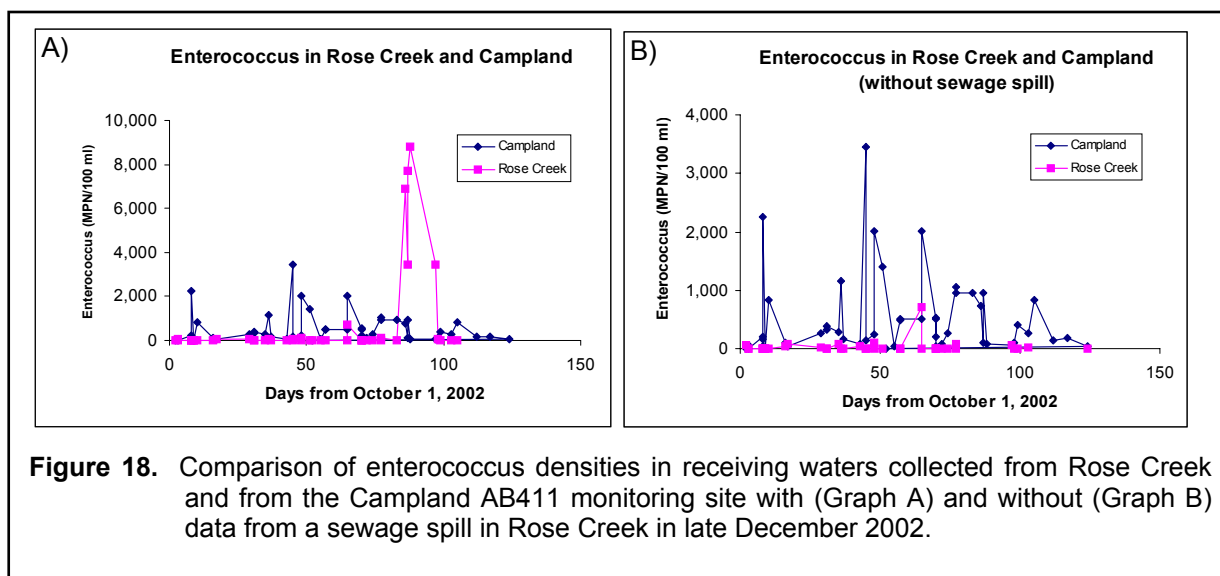 A)
Enterococcus in Rose Creek and Campland
10,000
8,000
6,000
4,000
2,000
0
Enterococcus (MPN/100 ml)
0
50
100
150
Days from October 1, 2002
Campland
Rose Creek
B)
Enterococcus in Rose Creek and Campland
(without sewage spill)
4,000
3,000
2,000
1,000
0
Enterococcus (MPN/100 ml)
0
50
100
150
Days from October 1, 2002
Campland
Rose Creek
Figure 18. Comparison of enterococcus densities in receiving waters collected from Rose Creek
and from the Campland AB411 monitoring site with (Graph A) and without (Graph B)
data from a sewage spill in Rose Creek in late December 2002.